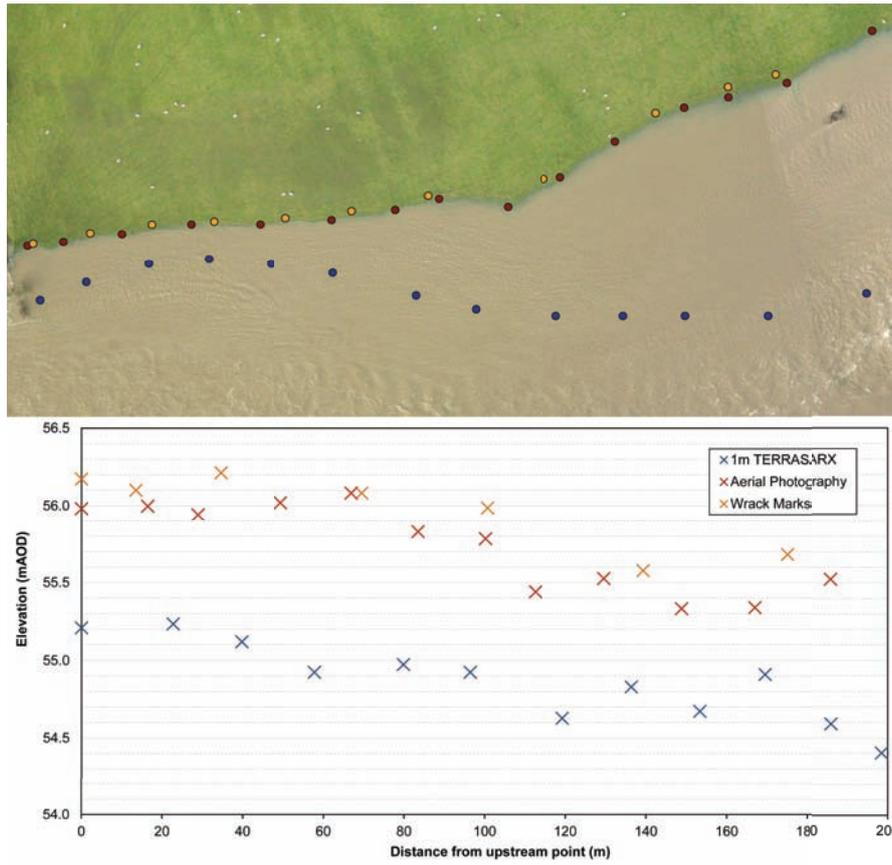 56.5
56.0
55.5
55.0
54.5
54.0
Elevation (mAOD)
1m TERRASARX
Aerial Photography
Wrack Marks
0 20 40 60 80 100 120 140 160 180 20
Distance from upstream point (m)